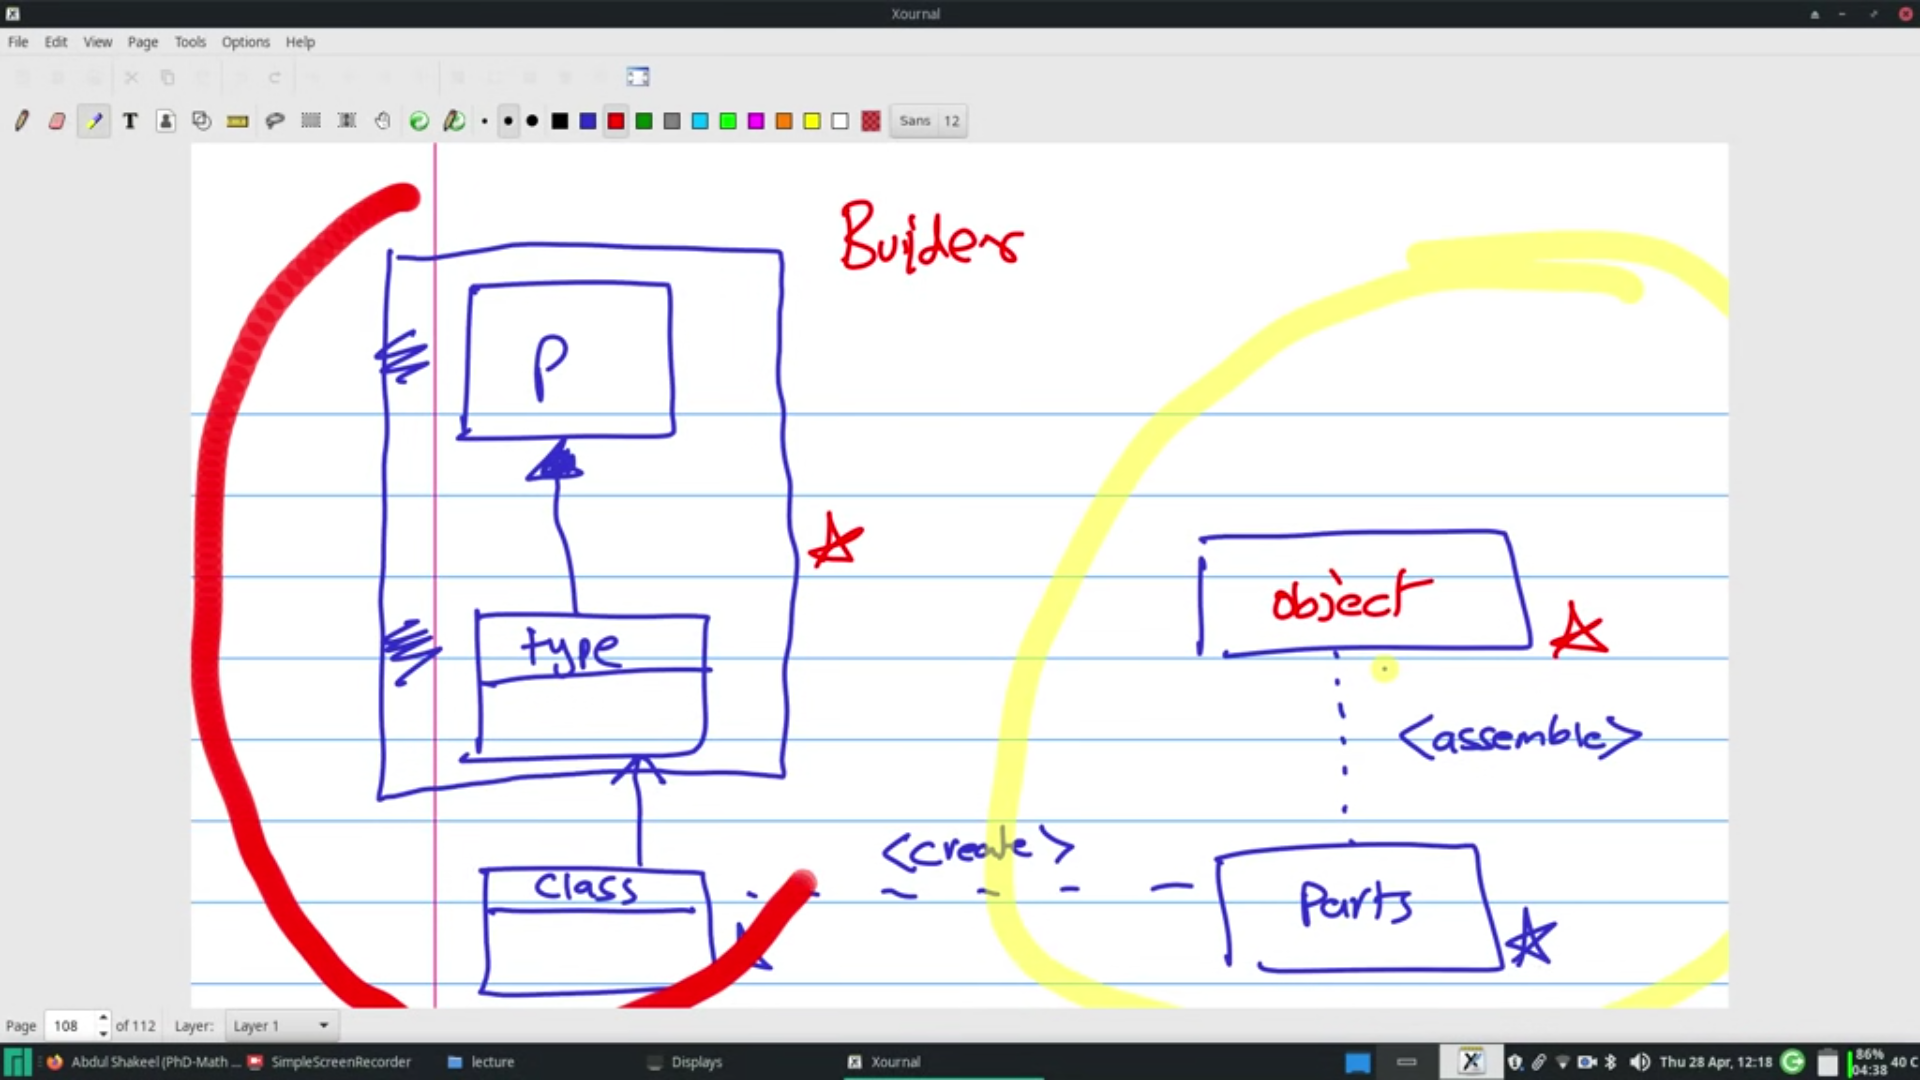 Xournal
File Edit View Page Tools Options Help
T Sans 12
Builders
P
type
object
<assemble>
<create>
class
Parts
Page 108 of 112 Layer: Layer 1
Abdul Shakeel (PhD-Math ... SimpleScreenRecorder lecture Displays Xournal Thu 28 Apr, 12:18 86% 04:38 40 C